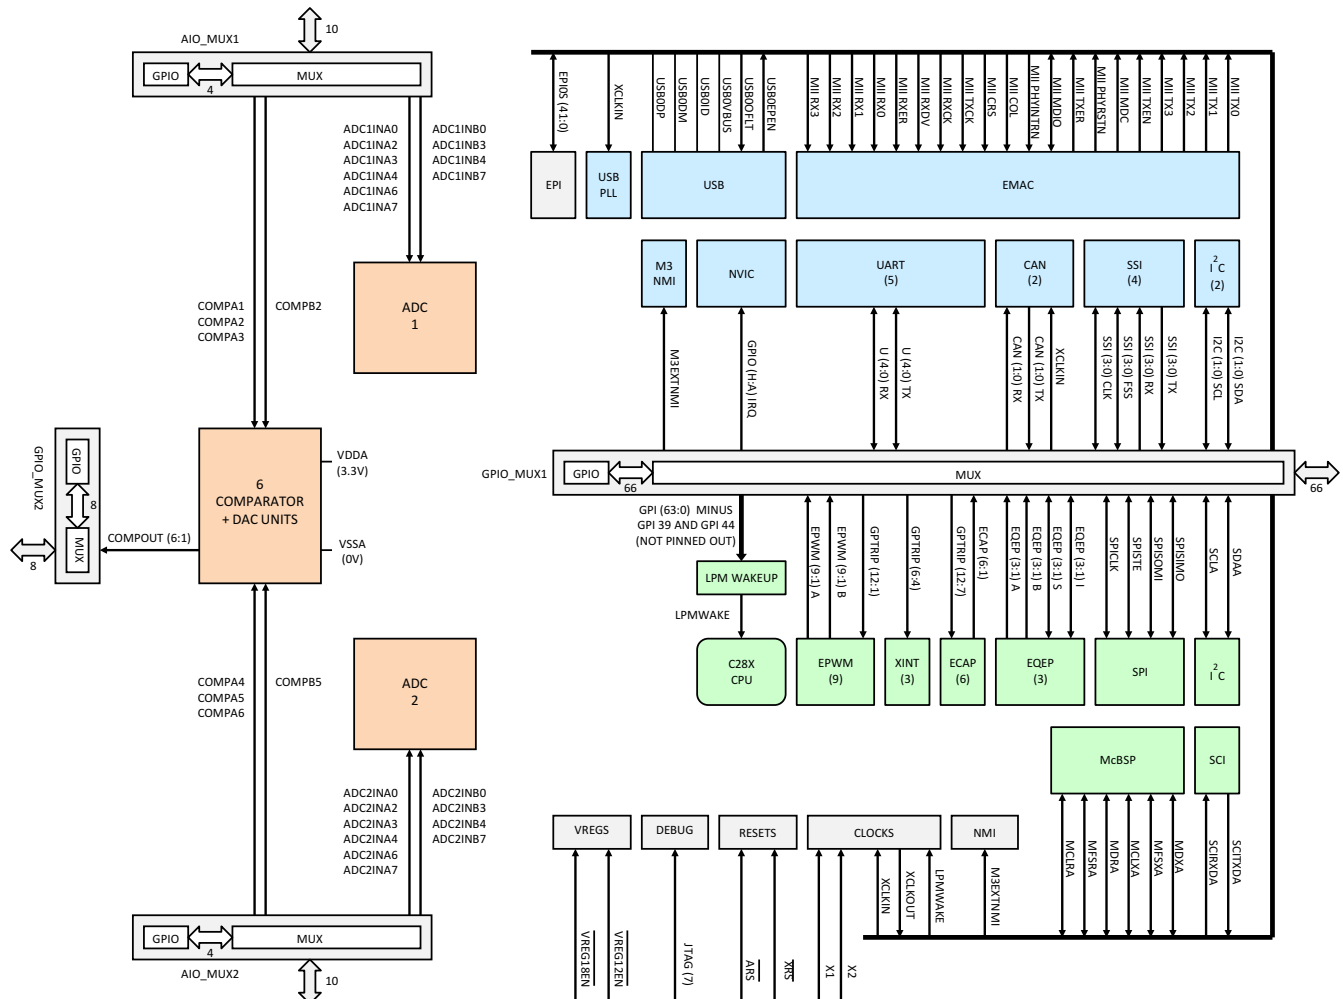 10
AIO_MUX1
GPIO
MUX
4
ADC1INA0
ADC1INA2
ADC1INA3
ADC1INA4
ADC1INA6
ADC1INA7
ADC1INB0
ADC1INB3
ADC1INB4
ADC1INB7
ADC
1
COMPA1
COMPA2
COMPA3
COMPB2
GPIO_MUX2
GPIO
8
MUX
8
COMPOUT (6:1)
6
COMPARATOR
+ DAC UNITS
VDDA
(3.3V)
VSSA
(0V)
COMPA4
COMPA5
COMPA6
COMPB5
ADC
2
ADC2INA0
ADC2INA2
ADC2INA3
ADC2INA4
ADC2INA6
ADC2INA7
ADC2INB0
ADC2INB3
ADC2INB4
ADC2INB7
GPIO
MUX
4
AIO_MUX2
10
EPI0S (41:0)
XCLKIN
USB0DP
USB0DM
USB0ID
USB0VBUS
USB0OFLT
USB0EPEN
MII RX3
MII RX2
MII RX1
MII RX0
MII RXER
MII RXDV
MII RXCK
MII TXCK
MII CRS
MII COL
MII PHYINTRN
MII MDIO
MII TXER
MII PHYRSTN
MII MDC
MII TXEN
MII TX3
MII TX2
MII TX1
MII TX0
EPI
USB
PLL
USB
EMAC
M3
NMI
NVIC
UART
(5)
CAN
(2)
SSI
(4)
I2C
(2)
M3EXTNMI
GPIO (H:A) IRQ
U (4:0) RX
U (4:0) TX
CAN (1:0) RX
CAN (1:0) TX
XCLKIN
SSI (3:0) CLK
SSI (3:0) FSS
SSI (3:0) RX
SSI (3:0) TX
I2C (1:0) SCL
I2C (1:0) SDA
GPIO_MUX1
GPIO
66
MUX
66
GPI (63:0) MINUS
GPI 39 AND GPI 44
(NOT PINNED OUT)
LPM WAKEUP
LPMWAKE
EPWM (9:1) A
EPWM (9:1) B
GPTRIP (12:1)
GPTRIP (6:4)
GPTRIP (12:7)
ECAP (6:1)
EQEP (3:1) A
EQEP (3:1) B
EQEP (3:1) S
EQEP (3:1) I
SPICLK
SPISTE
SPISOMI
SPISIMO
SCLA
SDAA
C28X
CPU
EPWM
(9)
XINT
(3)
ECAP
(6)
EQEP
(3)
SPI
I2C
McBSP
SCI
MCLRA
MFSRA
MDRA
MCLXA
MFSXA
MDXA
SCIRXDA
SCITXDA
VREGS
DEBUG
RESETS
CLOCKS
NMI
VREG18EN
VREG12EN
JTAG (7)
ARS
XRS
X1
X2
XCLKIN
XCLKOUT
LPMWAKE
M3EXTNMI